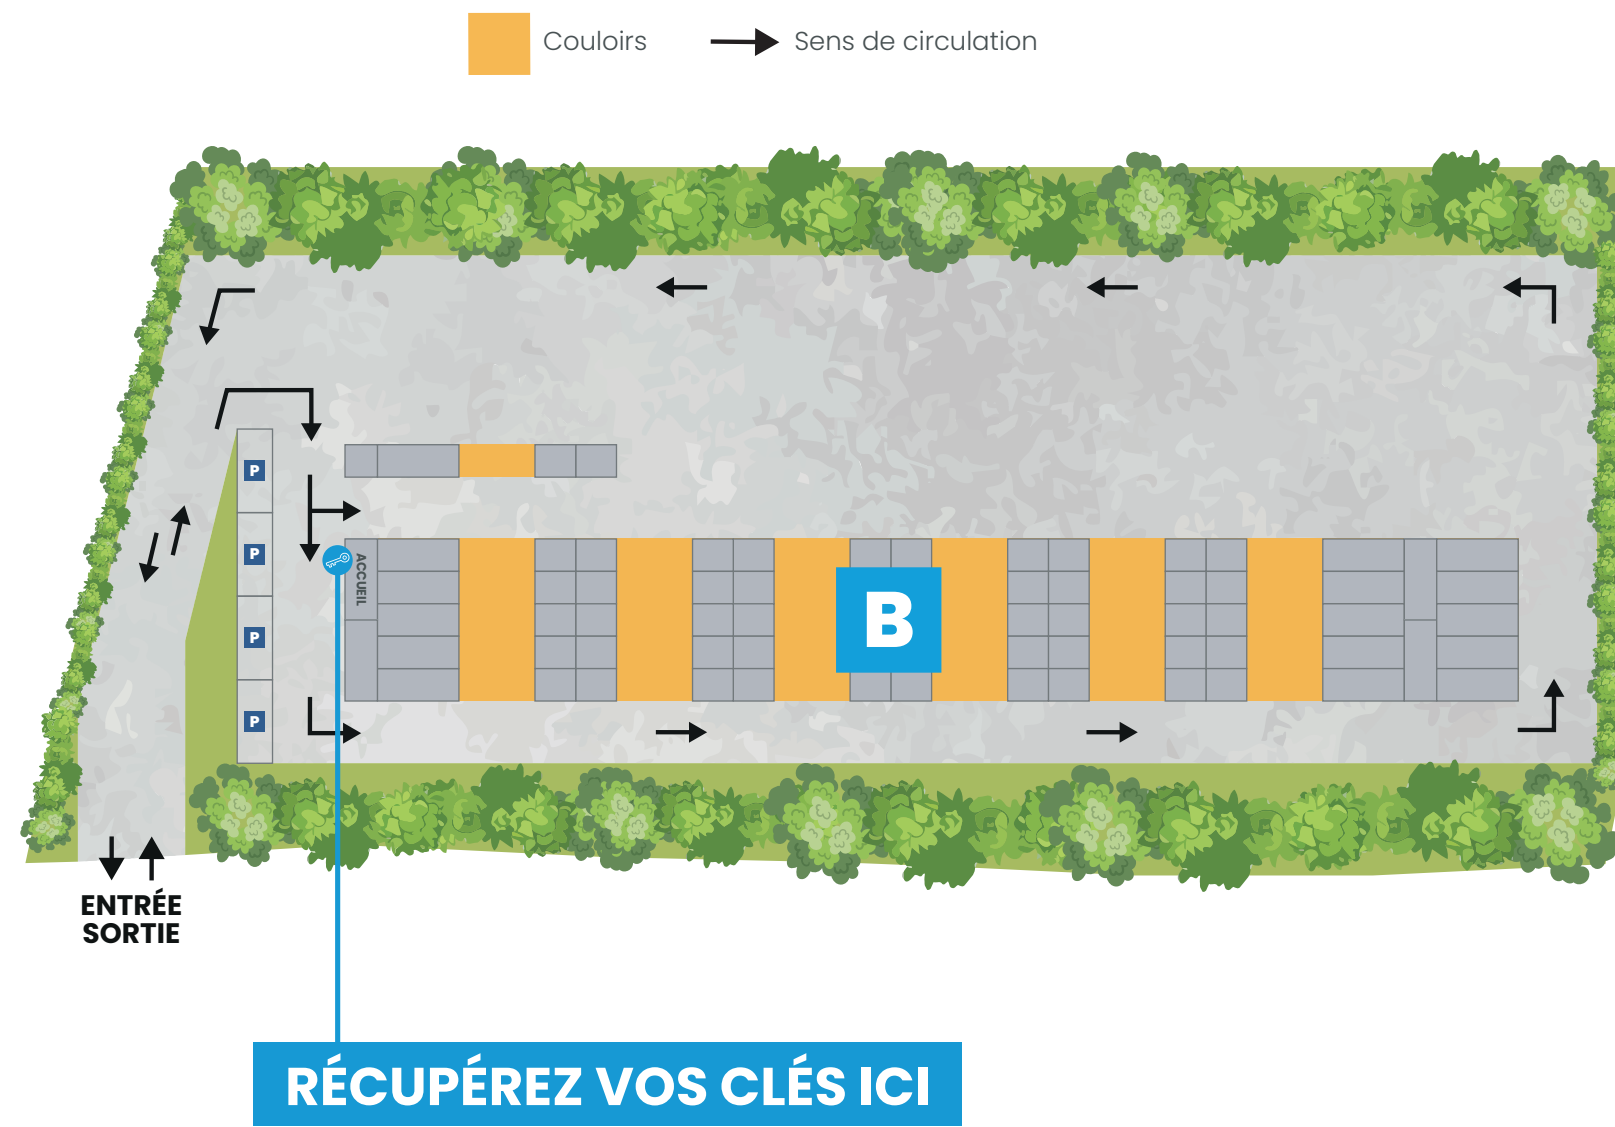 Couloirs
Sens de circulation
P
P
P
P
ACCUEIL
B
ENTRÉE
SORTIE
RÉCUPÉREZ VOS CLÉS ICI